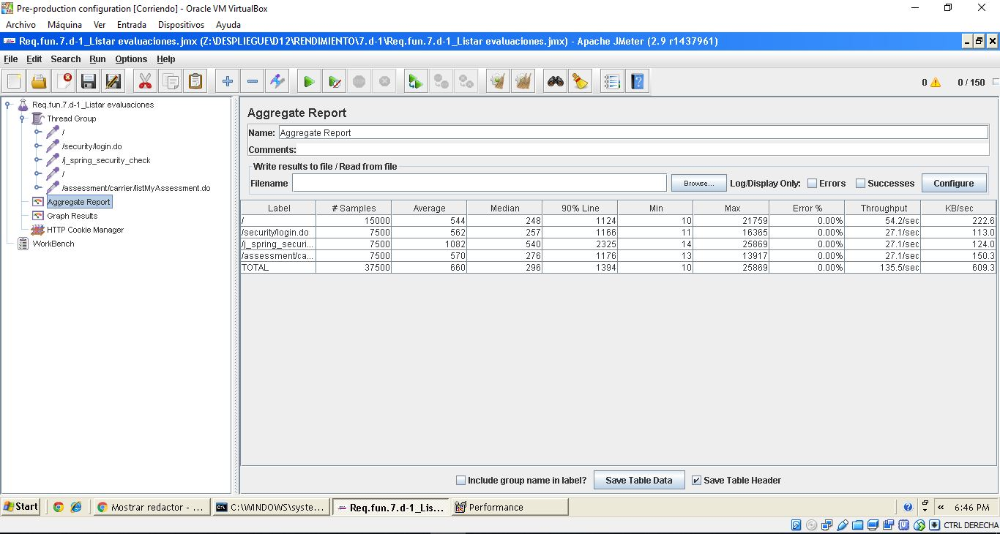 Pre-production configuration [Corriendo] - Oracle VM VirtualBox
Archivo Máquina Ver Entrada Dispositivos Ayuda
Req.fun.7.d-1_Listar evaluaciones.jmx (Z:\DESPLIEGUE\D12\RENDIMIENTO\7.d-1\Req.fun.7.d-1_Listar evaluaciones.jmx) - Apache JMeter (2.9 r1437961)
File Edit Search Run Options Help
0 0 / 150
Req.fun.7.d-1_Listar evaluaciones
Thread Group
/
/security/login.do
/j_spring_security_check
/
/assessment/carrier/listMyAssessment.do
Aggregate Report
Graph Results
HTTP Cookie Manager
WorkBench
Aggregate Report
Name: Aggregate Report
Comments:
Write results to file / Read from file
Filename Browse... Log/Display Only: Errors Successes Configure
Label # Samples Average Median 90% Line Min Max Error % Throughput KB/sec
/ 15000 544 248 1124 10 21759 0.00% 54.2/sec 222.6
/security/login.do 7500 562 257 1166 11 16365 0.00% 27.1/sec 113.0
/j_spring_securi... 7500 1082 540 2325 14 25869 0.00% 27.1/sec 124.0
/assessment/ca... 7500 570 276 1176 13 13917 0.00% 27.1/sec 150.3
TOTAL 37500 660 296 1394 10 25869 0.00% 135.5/sec 609.3
Include group name in label? Save Table Data Save Table Header
Start Mostrar redactor - ... C:\WINDOWS\syste... Req.fun.7.d-1_Lis... Performance « 6:46 PM
CTRL DERECHA